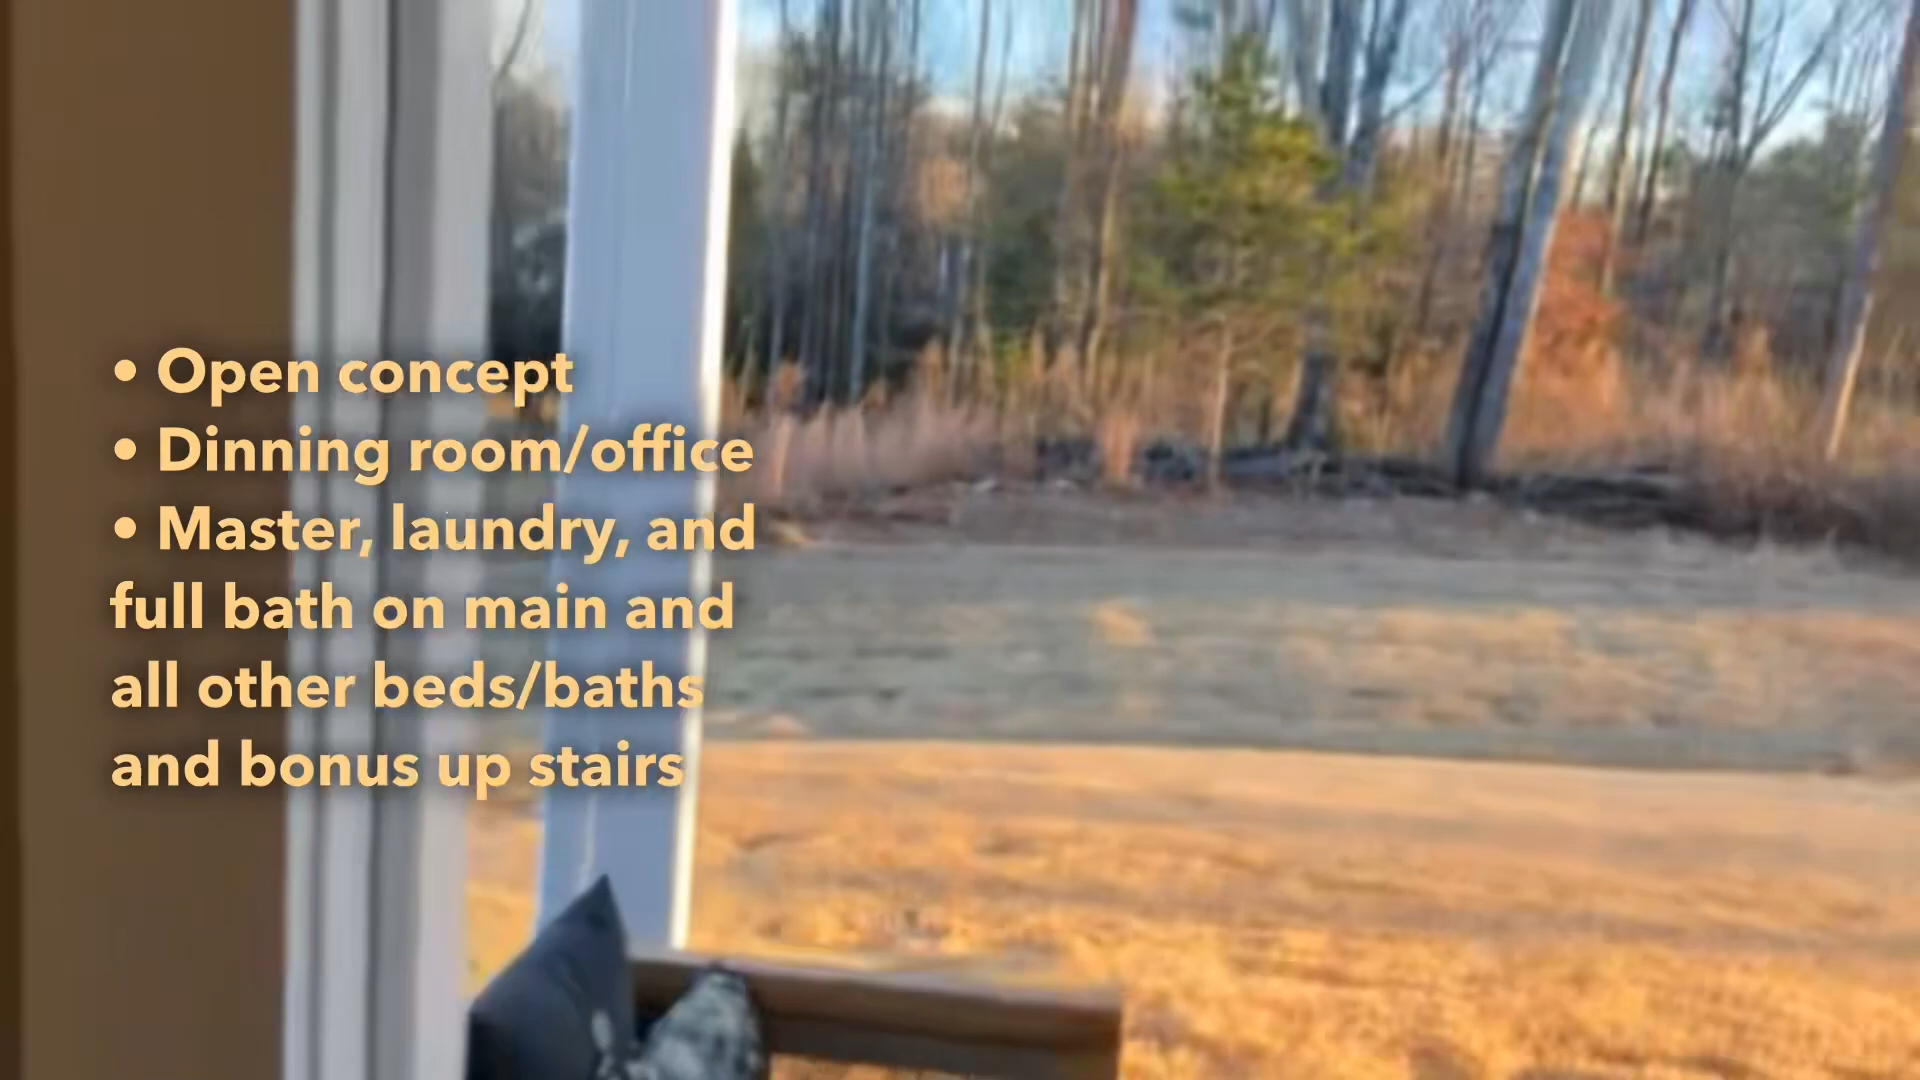 • Open concept
• Dinning room/office
• Master, laundry, and
full bath on main and
all other beds/baths
and bonus up stairs